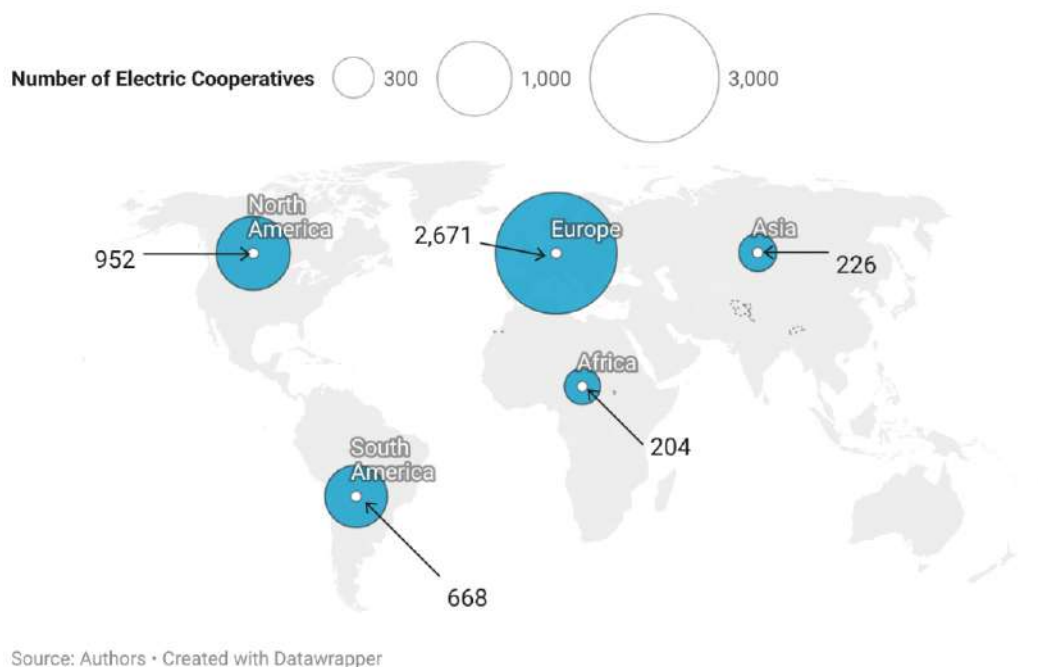 Number of Electric Cooperatives 300 1,000 3,000
North
America
952
2,671
Europe
Asia
226
Africa
204
South
America
668
Source: Authors • Created with Datawrapper